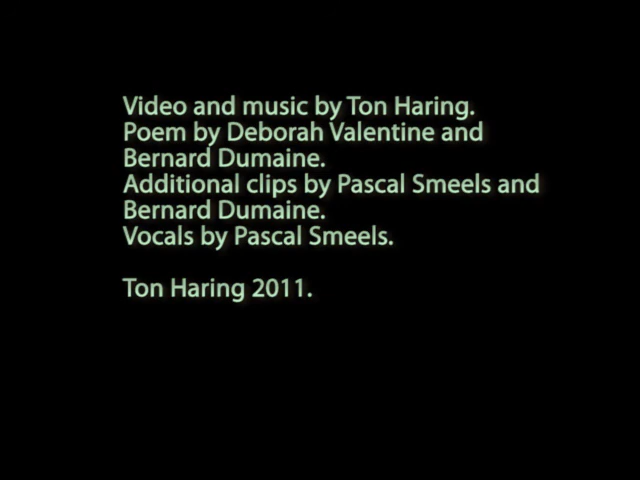 Video and music by Ton Haring.
Poem by Deborah Valentine and
Bernard Dumaine.
Additional clips by Pascal Smeels and
Bernard Dumaine.
Vocals by Pascal Smeels.
Ton Haring 2011.